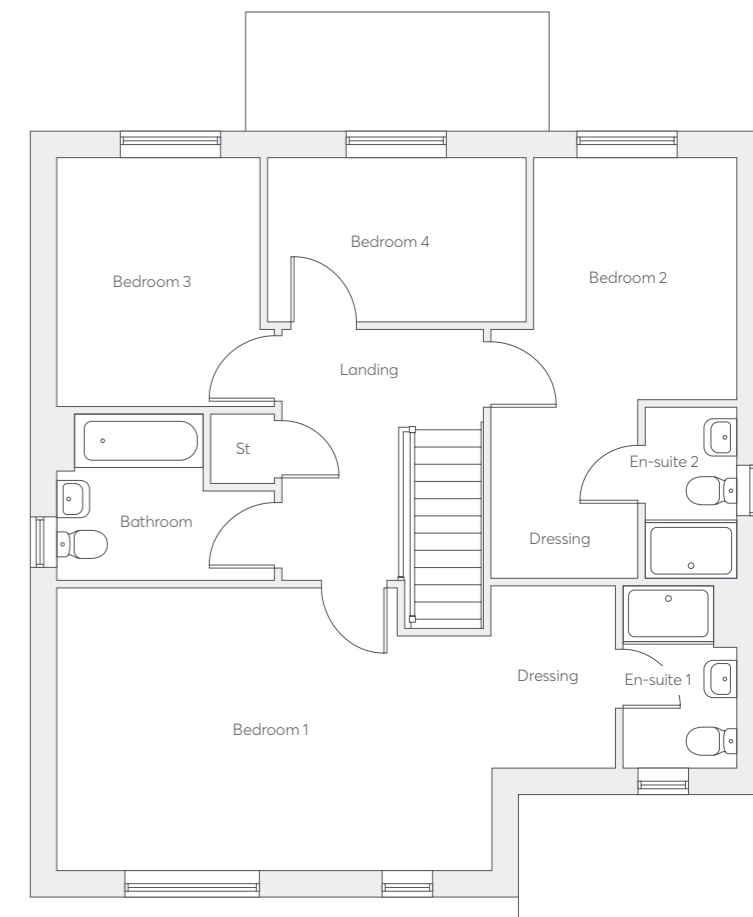 Bedroom 4
Bedroom 3
Bedroom 2
Landing
St
En-suite 2
Bathroom
Dressing
Dressing
En-suite 1
Bedroom 1